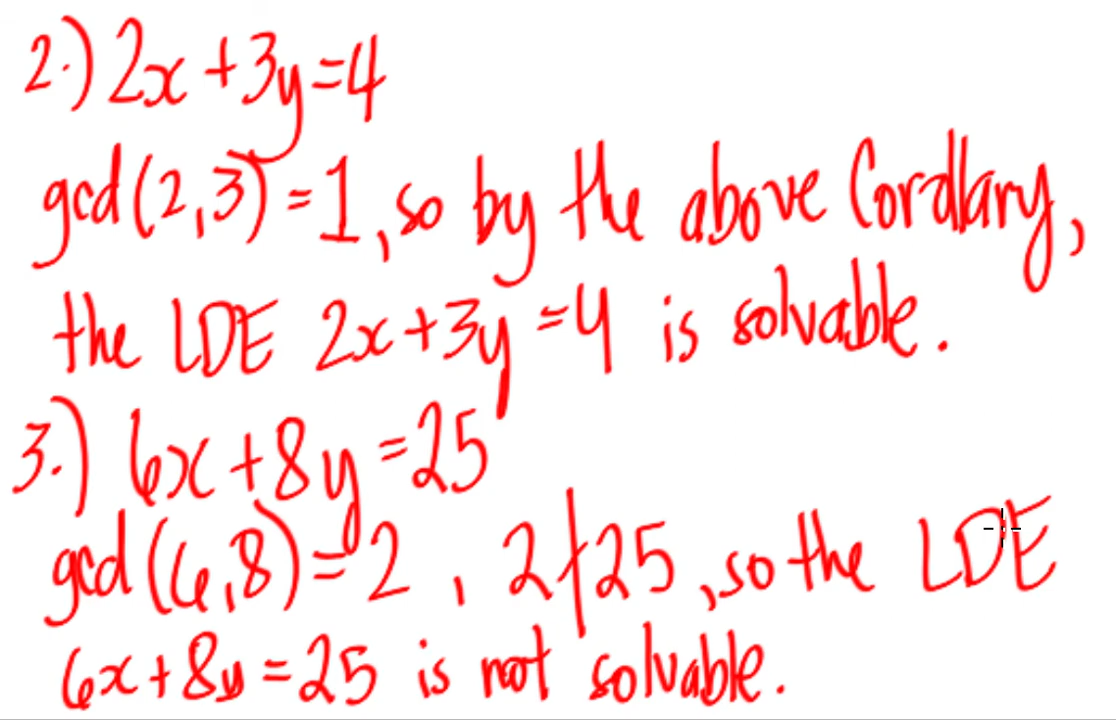 2.) 2x+3y=4
gcd(2,3)=1, so by the above Corollary,
the LDE 2x+3y=4 is solvable.
3.) 6x+8y=25
gcd(6,8)=2, 2∤25, so the LDE
6x+8y=25 is not solvable.